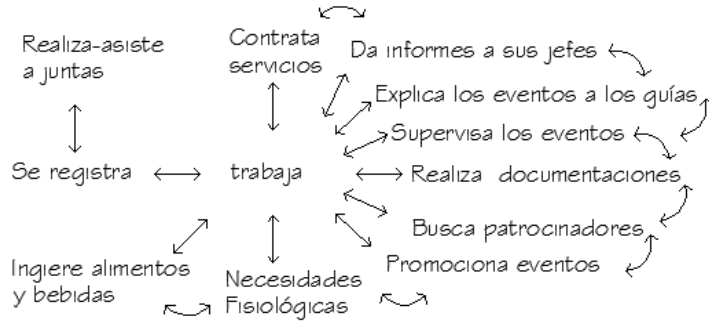 Realiza-asiste
a juntas
Contrata
servicios
Da informes a sus jefes
Explica los eventos a los guías
Supervisa los eventos
Se registra
trabaja
Realiza documentaciones
Busca patrocinadores
Promociona eventos
Ingiere alimentos
y bebidas
Necesidades
Fisiológicas